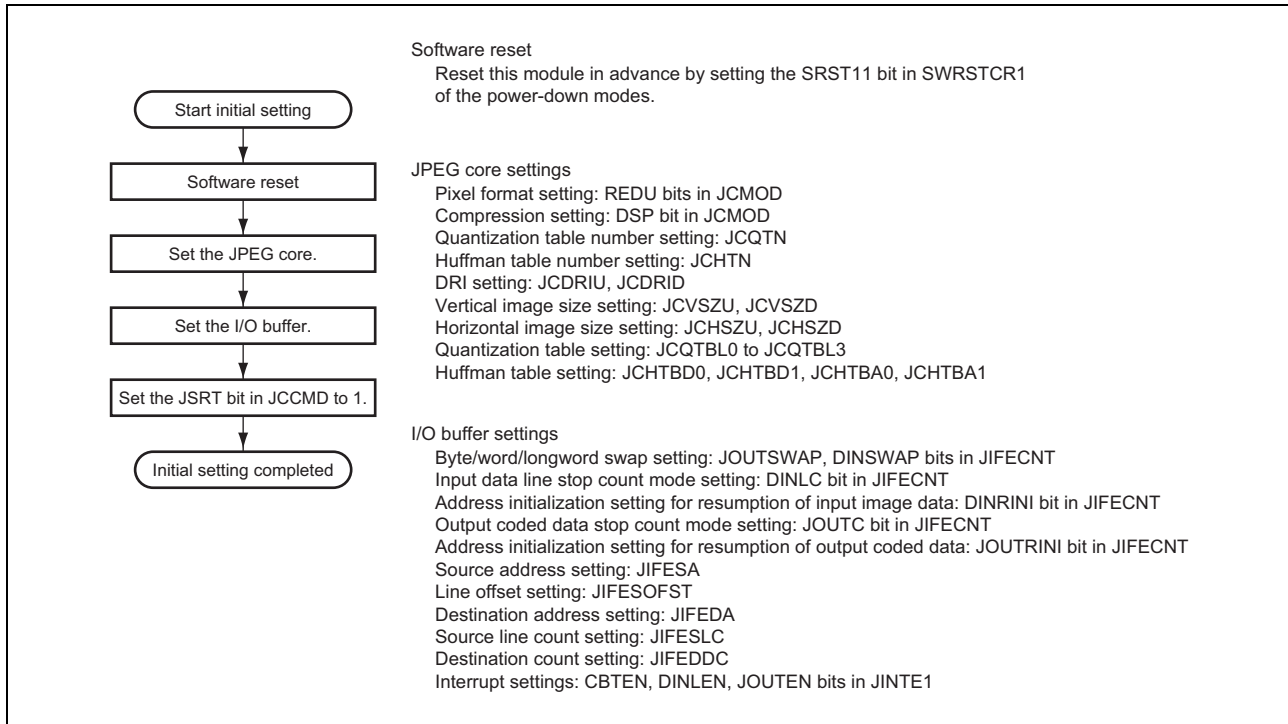 Start initial setting
Software reset
Set the JPEG core.
Set the I/O buffer.
Set the JSRT bit in JCCMD to 1.
Initial setting completed
Software reset
Reset this module in advance by setting the SRST11 bit in SWRSTCR1
of the power-down modes.
JPEG core settings
Pixel format setting: REDU bits in JCMOD
Compression setting: DSP bit in JCMOD
Quantization table number setting: JCQTN
Huffman table number setting: JCHTN
DRI setting: JCDRIU, JCDRID
Vertical image size setting: JCVSZU, JCVSZD
Horizontal image size setting: JCHSZU, JCHSZD
Quantization table setting: JCQTBL0 to JCQTBL3
Huffman table setting: JCHTBD0, JCHTBD1, JCHTBA0, JCHTBA1
I/O buffer settings
Byte/word/longword swap setting: JOUTSWAP, DINSWAP bits in JIFECNT
Input data line stop count mode setting: DINLC bit in JIFECNT
Address initialization setting for resumption of input image data: DINRINI bit in JIFECNT
Output coded data stop count mode setting: JOUTC bit in JIFECNT
Address initialization setting for resumption of output coded data: JOUTRINI bit in JIFECNT
Source address setting: JIFESA
Line offset setting: JIFESOFST
Destination address setting: JIFEDA
Source line count setting: JIFESLC
Destination count setting: JIFEDDC
Interrupt settings: CBTEN, DINLEN, JOUTEN bits in JINTE1